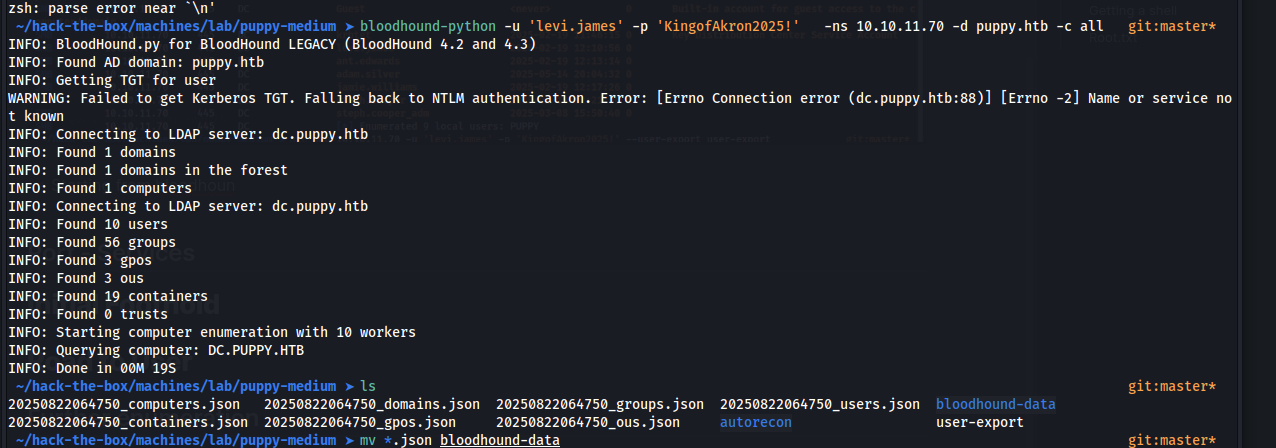 zsh: parse error near `\n'
~/hack-the-box/machines/lab/puppy-medium ➤ bloodhound-python -u 'levi.james' -p 'KingofAkron2025!'   -ns 10.10.11.70 -d puppy.htb -c all   git:master*
INFO: BloodHound.py for BloodHound LEGACY (BloodHound 4.2 and 4.3)
INFO: Found AD domain: puppy.htb
INFO: Getting TGT for user
WARNING: Failed to get Kerberos TGT. Falling back to NTLM authentication. Error: [Errno Connection error (dc.puppy.htb:88)] [Errno -2] Name or service no
t known
INFO: Connecting to LDAP server: dc.puppy.htb
INFO: Found 1 domains
INFO: Found 1 domains in the forest
INFO: Found 1 computers
INFO: Connecting to LDAP server: dc.puppy.htb
INFO: Found 10 users
INFO: Found 56 groups
INFO: Found 3 gpos
INFO: Found 3 ous
INFO: Found 19 containers
INFO: Found 0 trusts
INFO: Starting computer enumeration with 10 workers
INFO: Querying computer: DC.PUPPY.HTB
INFO: Done in 00M 19S
~/hack-the-box/machines/lab/puppy-medium ➤ ls   git:master*
20250822064750_computers.json   20250822064750_domains.json  20250822064750_groups.json  20250822064750_users.json  bloodhound-data
20250822064750_containers.json  20250822064750_gpos.json     20250822064750_ous.json     autorecon                  user-export
~/hack-the-box/machines/lab/puppy-medium ➤ mv *.json bloodhound-data   git:master*